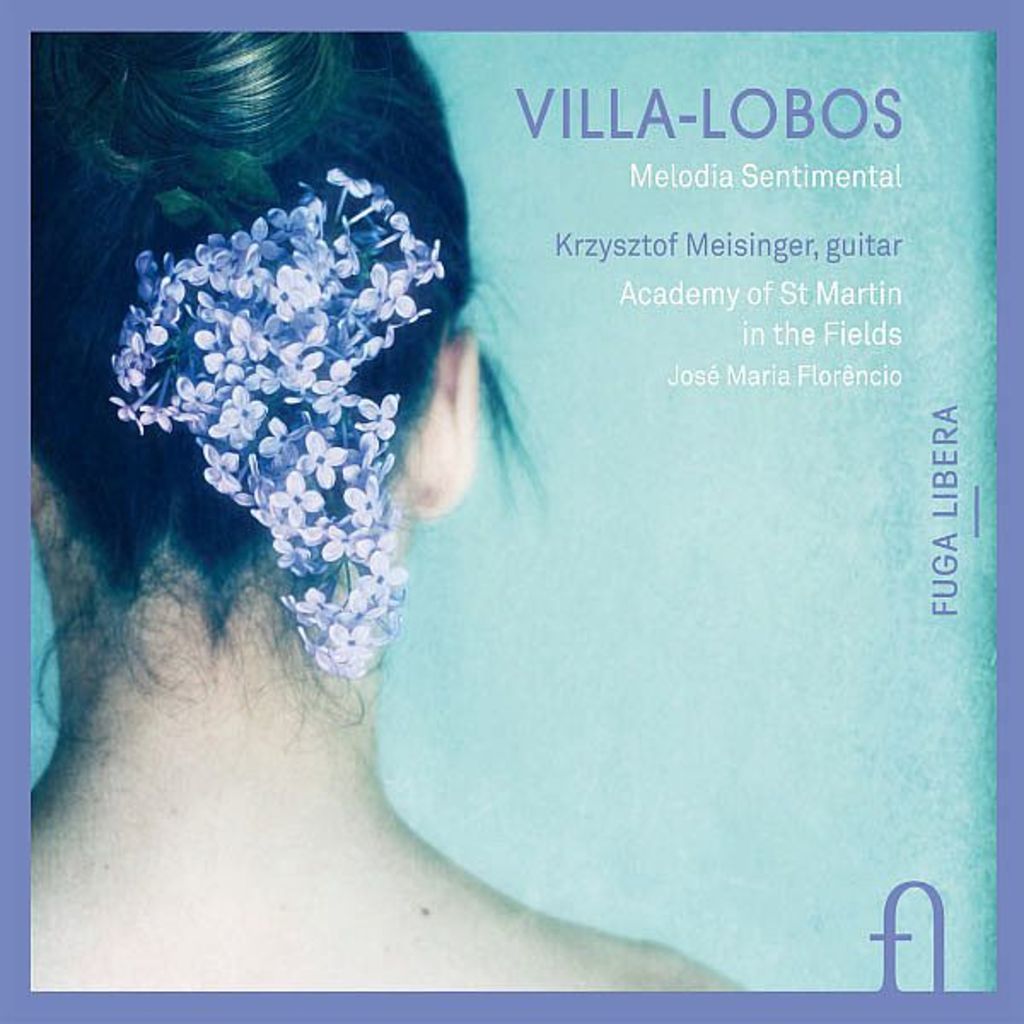 VILLA-LOBOS
Melodia Sentimental
Krzysztof Meisinger, guitar
Academy of St Martin
in the Fields
José Maria Florêncio
FUGA LIBERA